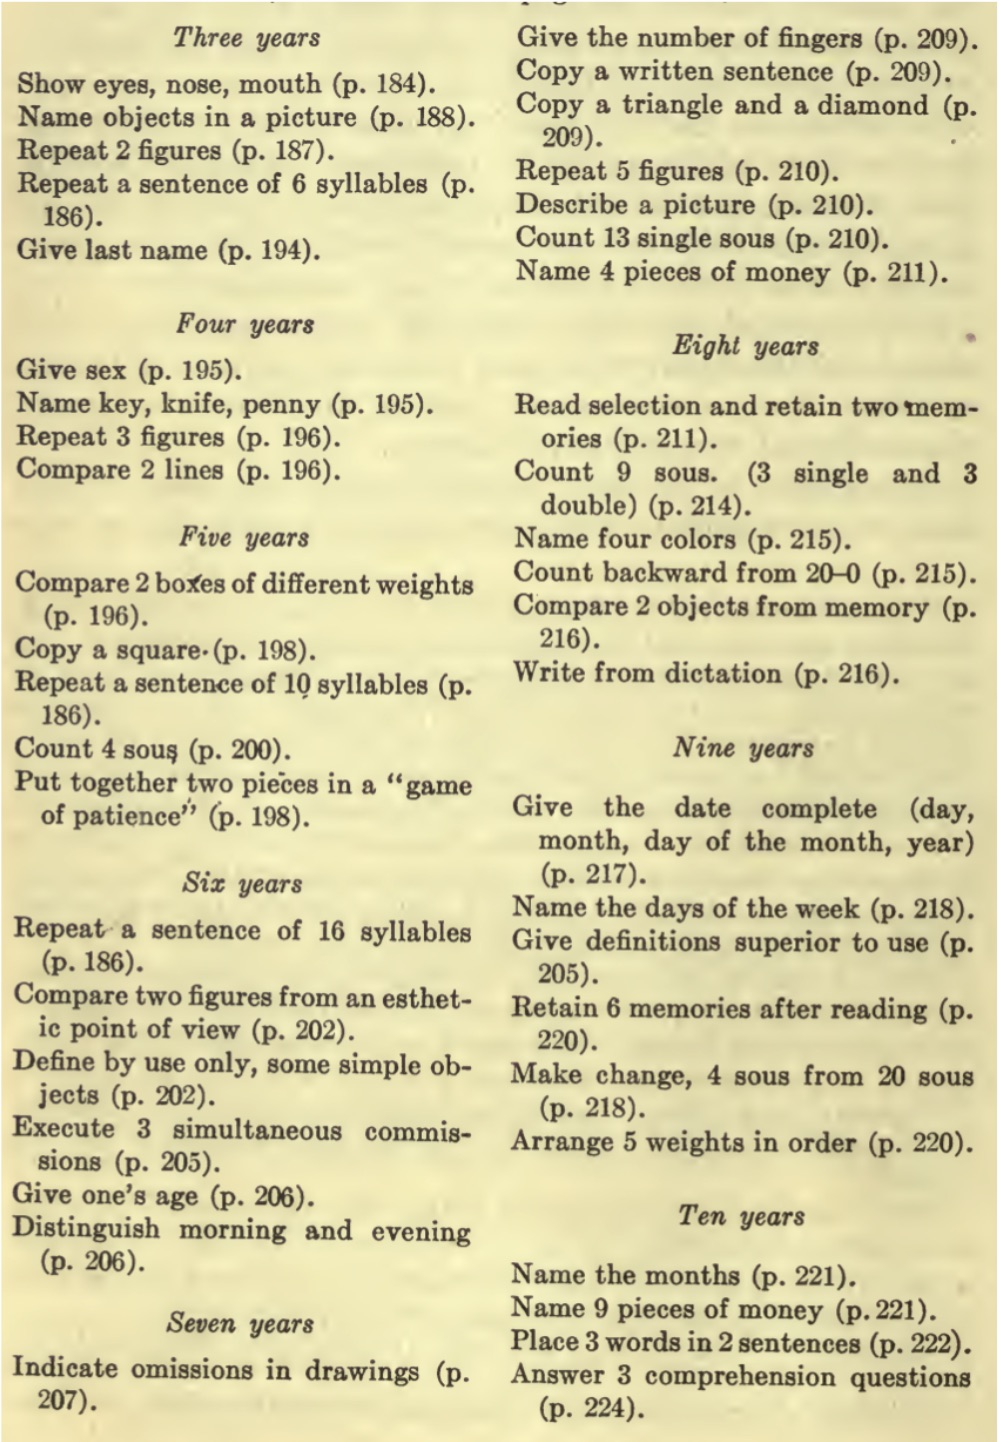 Three years
Show eyes, nose, mouth (p. 184).
Name objects in a picture (p. 188).
Repeat 2 figures (p. 187).
Repeat a sentence of 6 syllables (p.
186).
Give last name (p. 194).
Four years
Give sex (p. 195).
Name key, knife, penny (p. 195).
Repeat 3 figures (p. 196).
Compare 2 lines (p. 196).
Five years
Compare 2 boxes of different weights
(p. 196).
Copy a square (p. 198).
Repeat a sentence of 10 syllables (p.
186).
Count 4 sous (p. 200).
Put together two pieces in a “game
of patience” (p. 198).
Six years
Repeat a sentence of 16 syllables
(p. 186).
Compare two figures from an esthet-
ic point of view (p. 202).
Define by use only, some simple ob-
jects (p. 202).
Execute 3 simultaneous commis-
sions (p. 205).
Give one’s age (p. 206).
Distinguish morning and evening
(p. 206).
Seven years
Indicate omissions in drawings (p.
207).
Give the number of fingers (p. 209).
Copy a written sentence (p. 209).
Copy a triangle and a diamond (p.
209).
Repeat 5 figures (p. 210).
Describe a picture (p. 210).
Count 13 single sous (p. 210).
Name 4 pieces of money (p. 211).
Eight years
Read selection and retain two mem-
ories (p. 211).
Count 9 sous. (3 single and 3
double) (p. 214).
Name four colors (p. 215).
Count backward from 20–0 (p. 215).
Compare 2 objects from memory (p.
216).
Write from dictation (p. 216).
Nine years
Give the date complete (day,
month, day of the month, year)
(p. 217).
Name the days of the week (p. 218).
Give definitions superior to use (p.
205).
Retain 6 memories after reading (p.
220).
Make change, 4 sous from 20 sous
(p. 218).
Arrange 5 weights in order (p. 220).
Ten years
Name the months (p. 221).
Name 9 pieces of money (p. 221).
Place 3 words in 2 sentences (p. 222).
Answer 3 comprehension questions
(p. 224).